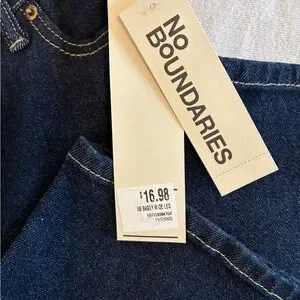 NO
BOUNDARIES
$16.98
NB BAGGY WIDE LEG